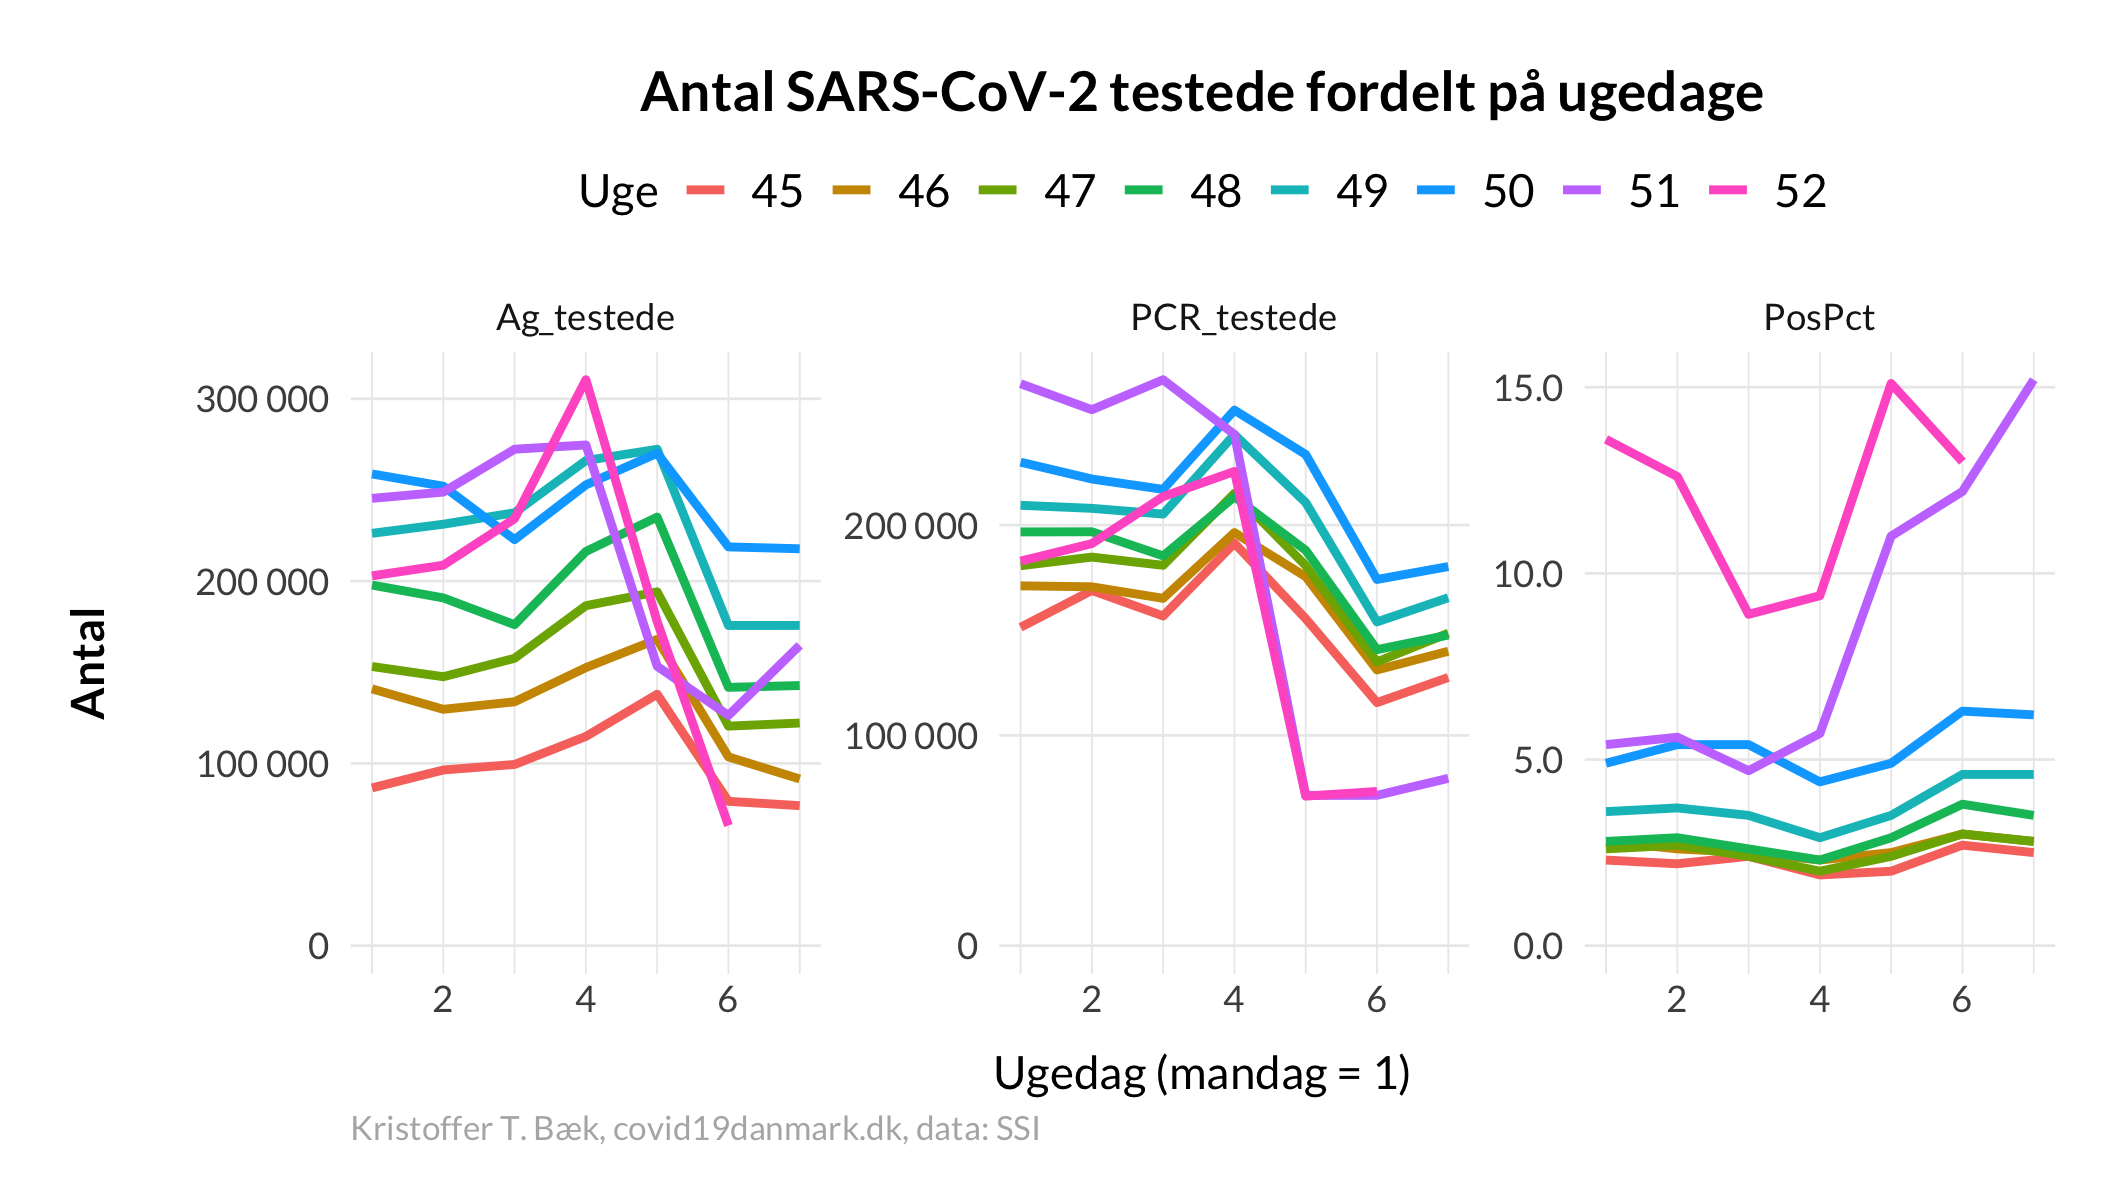 Antal SARS-CoV-2 testede fordelt på ugedage
Uge 45 46 47 48 49 50 51 52
Ag_testede PCR_testede PosPct
Antal
300 000
200 000
100 000
0
2 4 6
200 000
100 000
0
2 4 6
15.0
10.0
5.0
0.0
2 4 6
Ugedag (mandag = 1)
Kristoffer T. Bæk, covid19danmark.dk, data: SSI